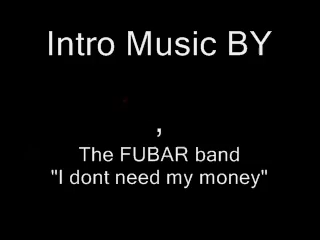 Intro Music BY
,
The FUBAR band
"I dont need my money"